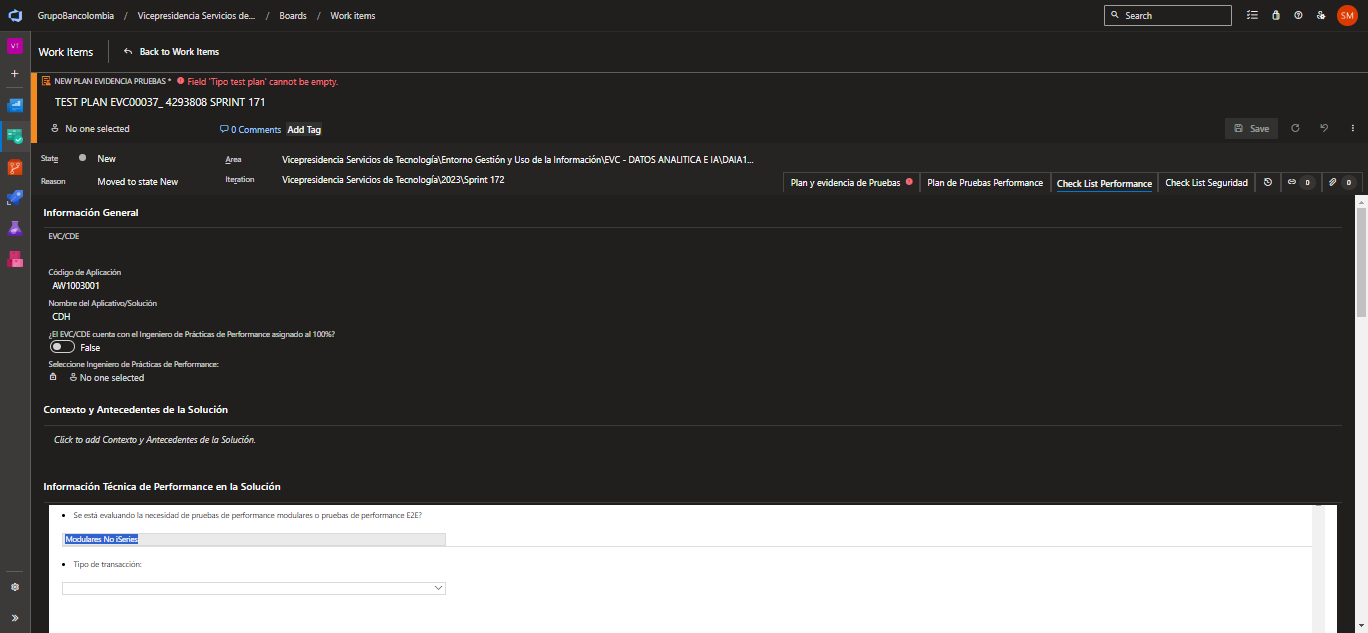 GrupoBancolombia / Vicepresidencia Servicios de... / Boards / Work items
Search
SM
VT
Work Items
Back to Work Items
NEW PLAN EVIDENCIA PRUEBAS * Field 'Tipo test plan' cannot be empty.
TEST PLAN EVC00037_ 4293808 SPRINT 171
No one selected
0 Comments
Add Tag
Save
State
New
Area
Vicepresidencia Servicios de Tecnología\Entorno Gestión y Uso de la Información\EVC - DATOS ANALITICA E IA\DAIA1...
Reason
Moved to state New
Iteration
Vicepresidencia Servicios de Tecnología\2023\Sprint 172
Plan y evidencia de Pruebas
Plan de Pruebas Performance
Check List Performance
Check List Seguridad
0
0
Información General
EVC/CDE
Código de Aplicación
AW1003001
Nombre del Aplicativo/Solución
CDH
¿El EVC/CDE cuenta con el Ingeniero de Prácticas de Performance asignado al 100%?
False
Seleccione Ingeniero de Prácticas de Performance:
No one selected
Contexto y Antecedentes de la Solución
Click to add Contexto y Antecedentes de la Solución.
Información Técnica de Performance en la Solución
Se está evaluando la necesidad de pruebas de performance modulares o pruebas de performance E2E?
Modulares No iSeries
Tipo de transacción: